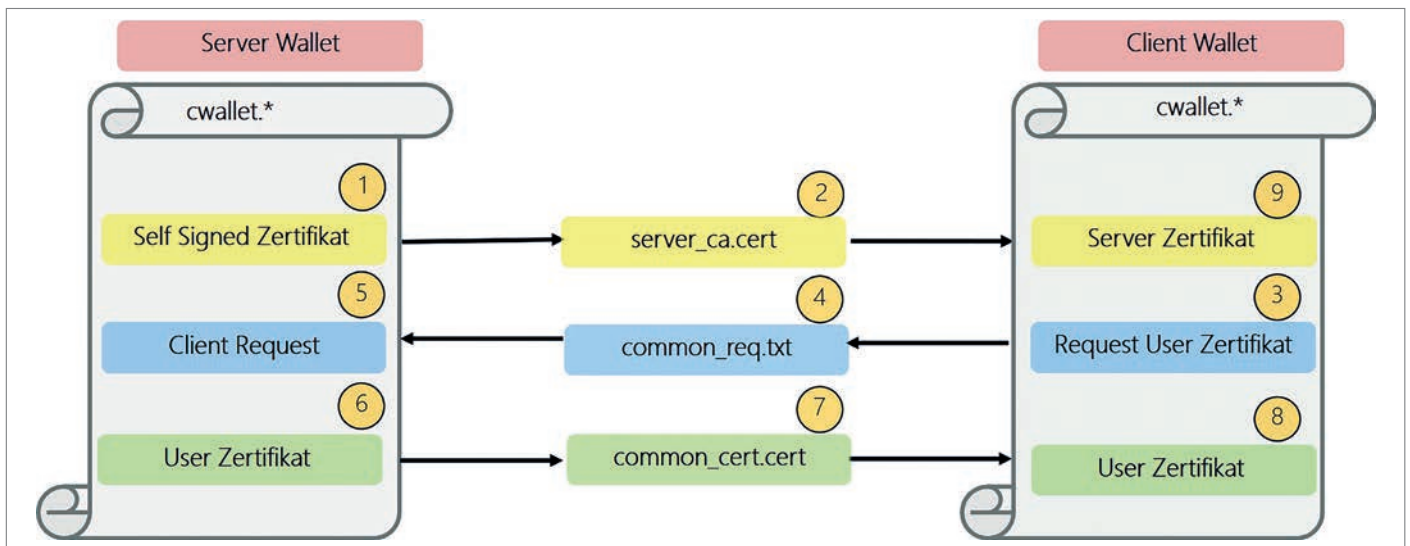 Server Wallet
Client Wallet
cwallet.*
cwallet.*
1
2
9
Self Signed Zertifikat
server_ca.cert
Server Zertifikat
5
4
3
Client Request
common_req.txt
Request User Zertifikat
6
7
8
User Zertifikat
common_cert.cert
User Zertifikat